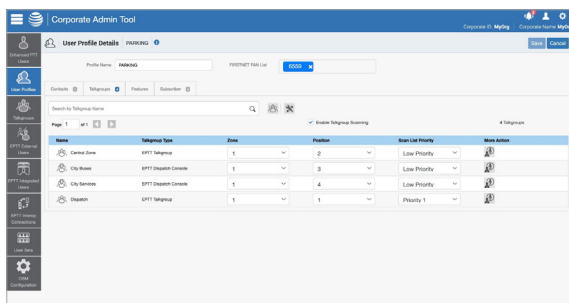 Corporate Admin Tool
Corporate ID MyOrg Corporate Name MyOr
User Profile Details PARKING
Save Cancel
Profile Name PARKING FIRSTNET FAN List 6559 x
Contacts Talkgroups Features Subscriber
Search by Talkgroup Name
Page 1 of 1 Enable Talkgroup Scanning 4 Talkgroups
Name Talkgroup Type Zone Position Scan List Priority More Action
Central Zone EPTT Talkgroup 1 2 Low Priority
City Buses EPTT Dispatch Console 1 3 Low Priority
City Services EPTT Dispatch Console 1 4 Low Priority
Dispatch EPTT Talkgroup 1 1 Priority 1
Enhanced PTT
Users
User Profiles
Talkgroups
EPTT External
Users
EPTT Integrated
Users
EPTT Interop
Connections
User Sets
Configuration